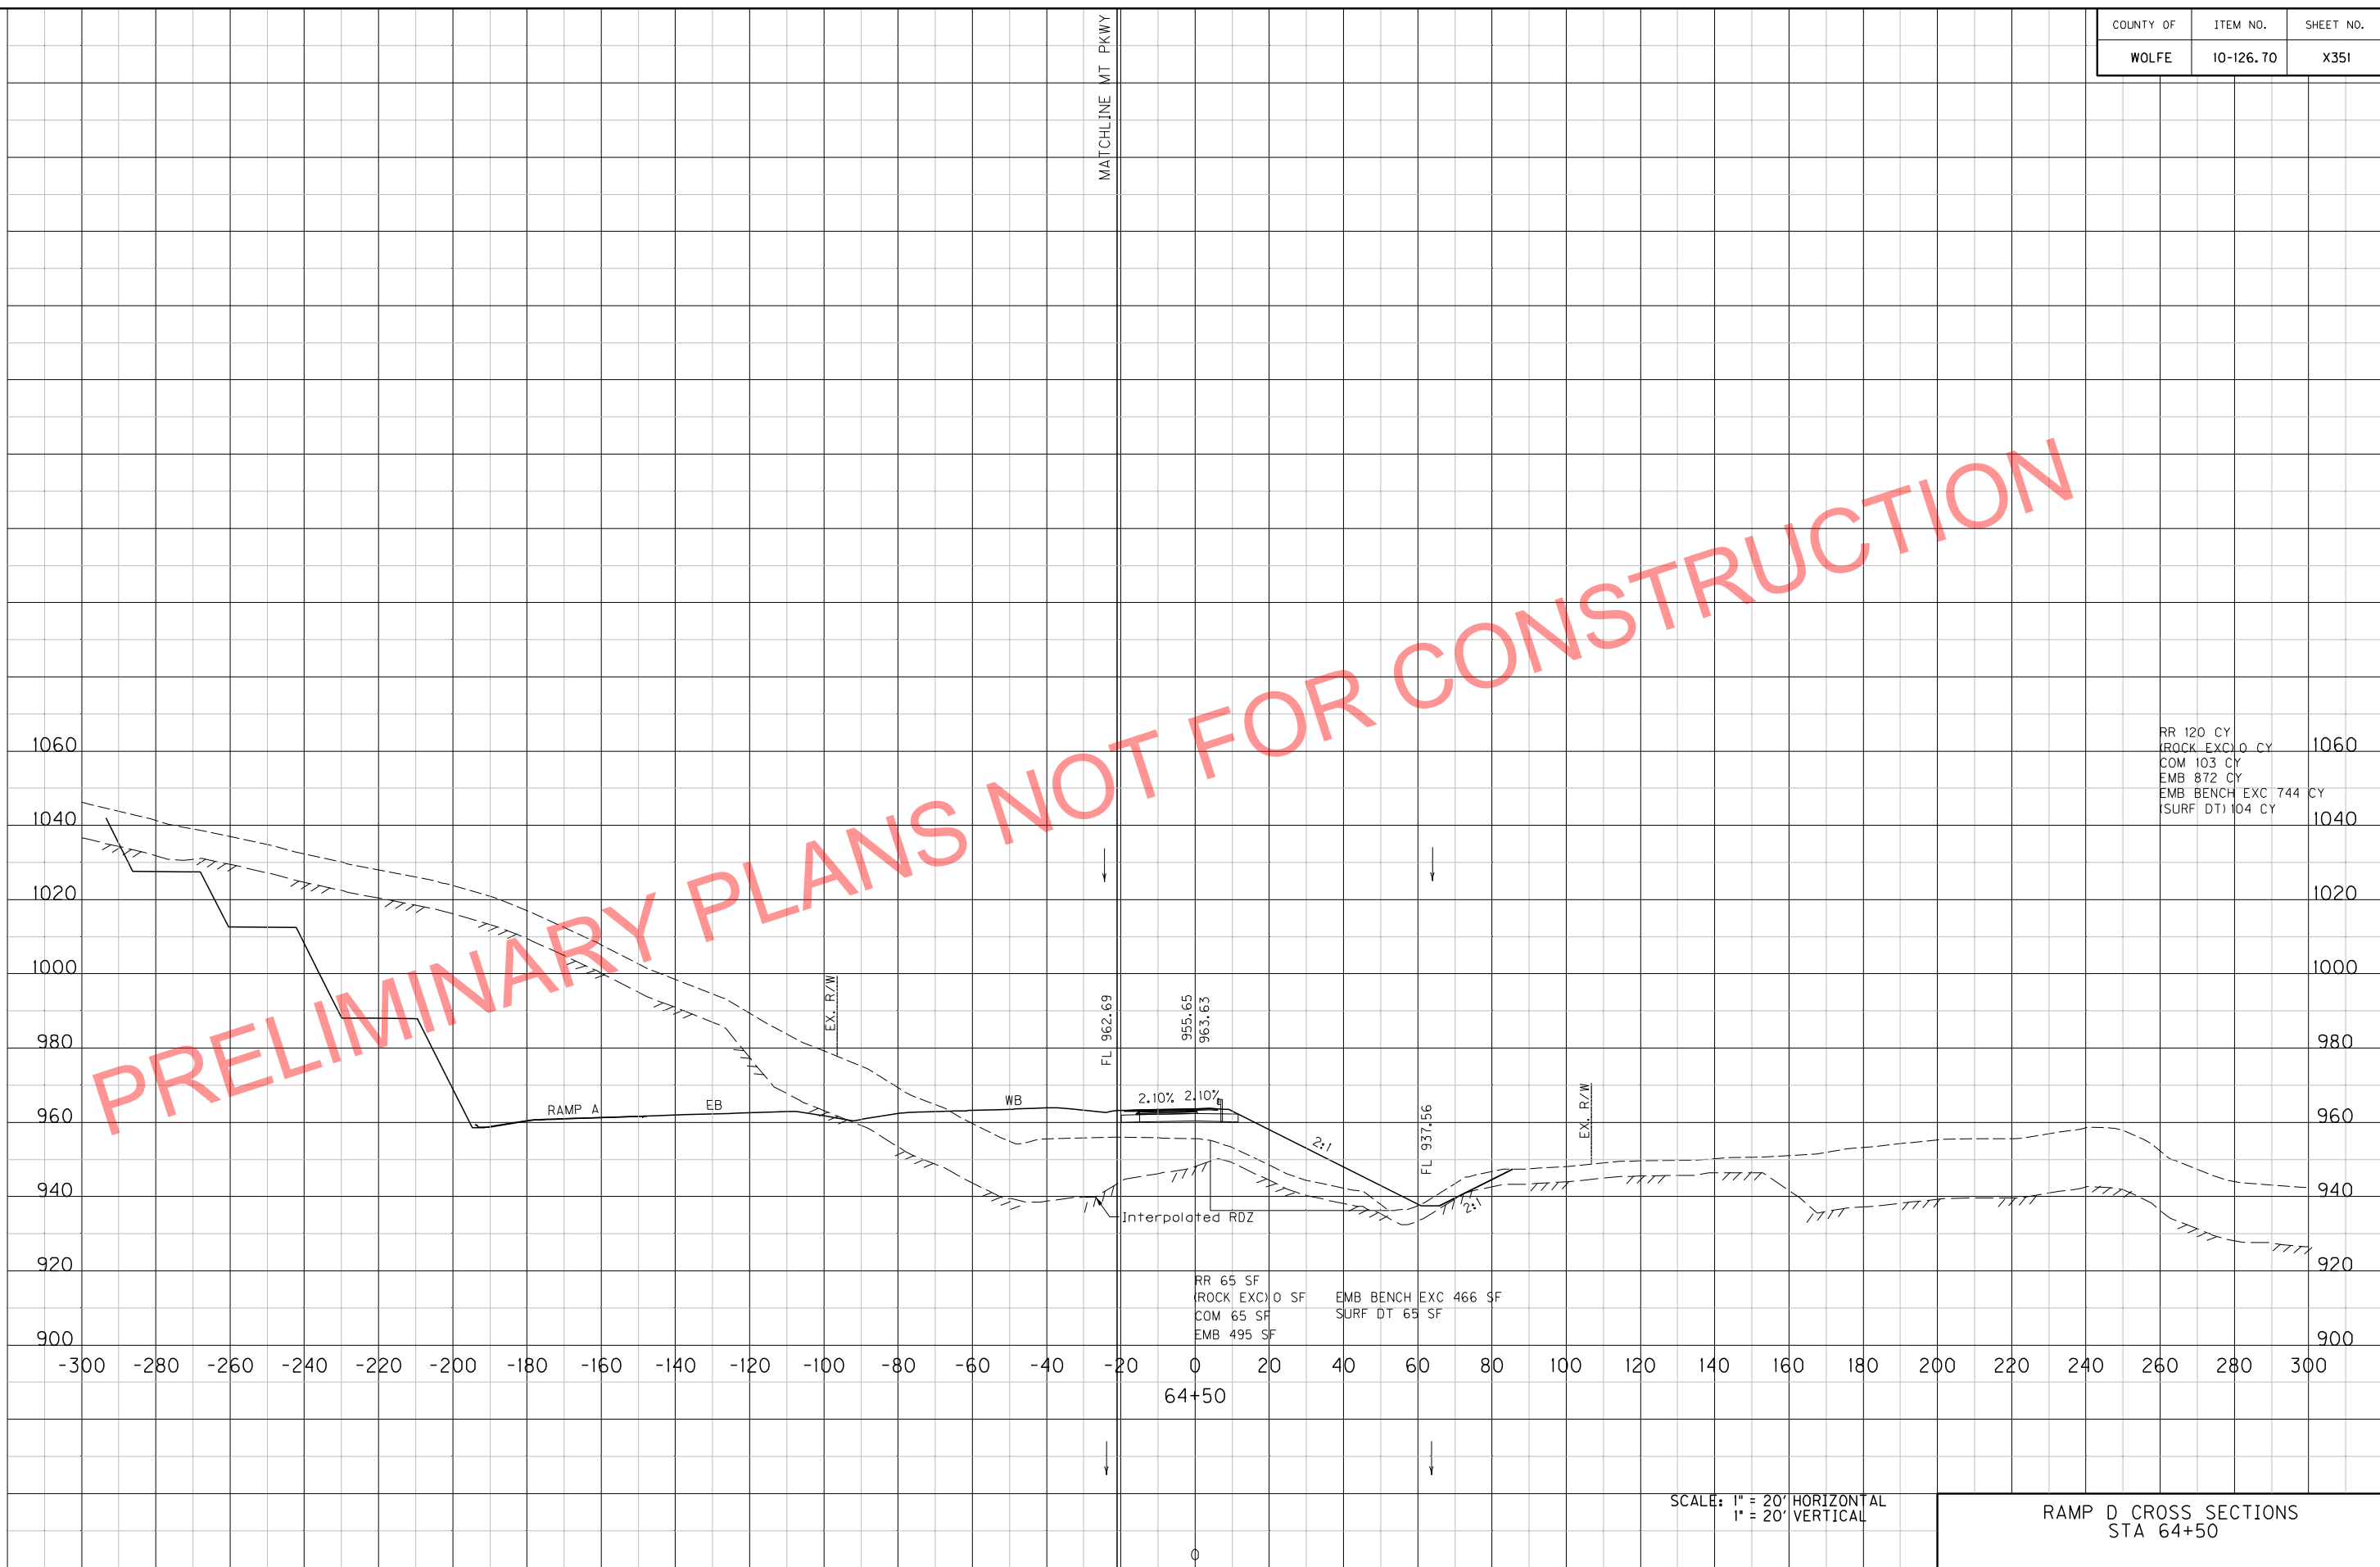 COUNTY OF ITEM NO. SHEET NO.
WOLFE 10-126.70 X351
MATCHLINE MT PKWY
PRELIMINARY PLANS NOT FOR CONSTRUCTION
RR 120 CY
(ROCK EXC) 0 CY
COM 103 CY
EMB 872 CY
EMB BENCH EXC 744 CY
(SURF DT) 104 CY
1060 1060
1040 1040
1020 1020
1000 1000
980 980
960 960
940 940
920 920
900 900
EX. R/W
FL 962.69
955.65
963.63
RAMP A
EB
WB
2.10% 2.10%
2:1
FL 937.56
EX. R/W
2:1
Interpolated RDZ
RR 65 SF
(ROCK EXC) 0 SF EMB BENCH EXC 466 SF
COM 65 SF SURF DT 65 SF
EMB 495 SF
-300 -280 -260 -240 -220 -200 -180 -160 -140 -120 -100 -80 -60 -40 -20 0 20 40 60 80 100 120 140 160 180 200 220 240 260 280 300
64+50
SCALE: 1" = 20' HORIZONTAL
1" = 20' VERTICAL
RAMP D CROSS SECTIONS
STA 64+50
0